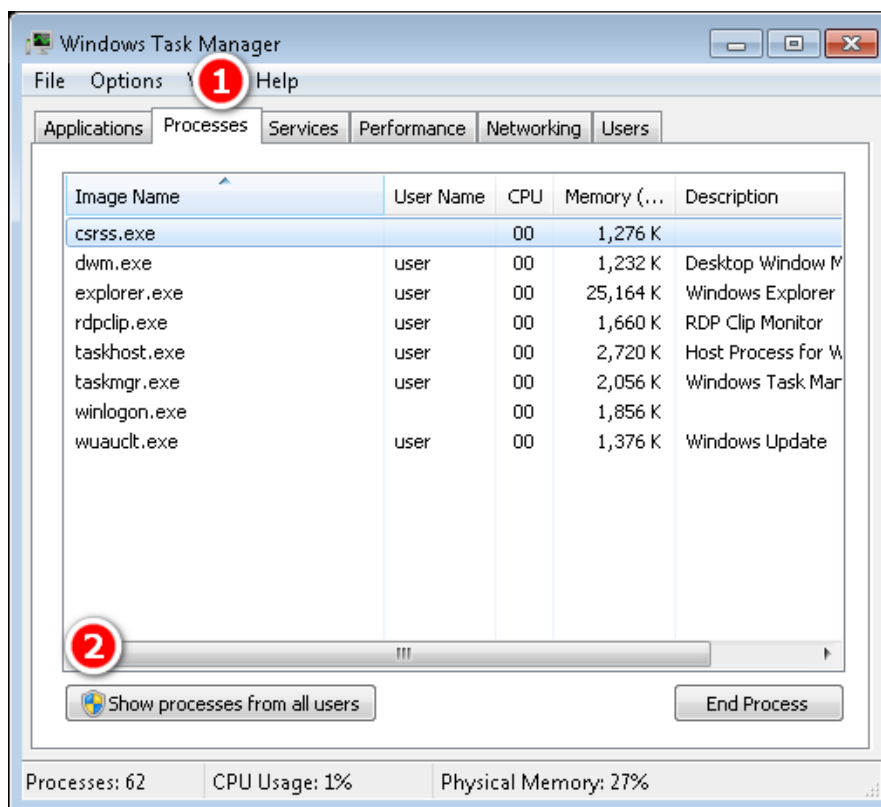 Windows Task Manager
File Options V 1 Help
Applications Processes Services Performance Networking Users
Image Name User Name CPU Memory (... Description
csrss.exe 00 1,276 K
dwm.exe user 00 1,232 K Desktop Window M
explorer.exe user 00 25,164 K Windows Explorer
rdpclip.exe user 00 1,660 K RDP Clip Monitor
taskhost.exe user 00 2,720 K Host Process for W
taskmgr.exe user 00 2,056 K Windows Task Mar
winlogon.exe 00 1,856 K
wuauclt.exe user 00 1,376 K Windows Update
2
Show processes from all users End Process
Processes: 62 CPU Usage: 1% Physical Memory: 27%